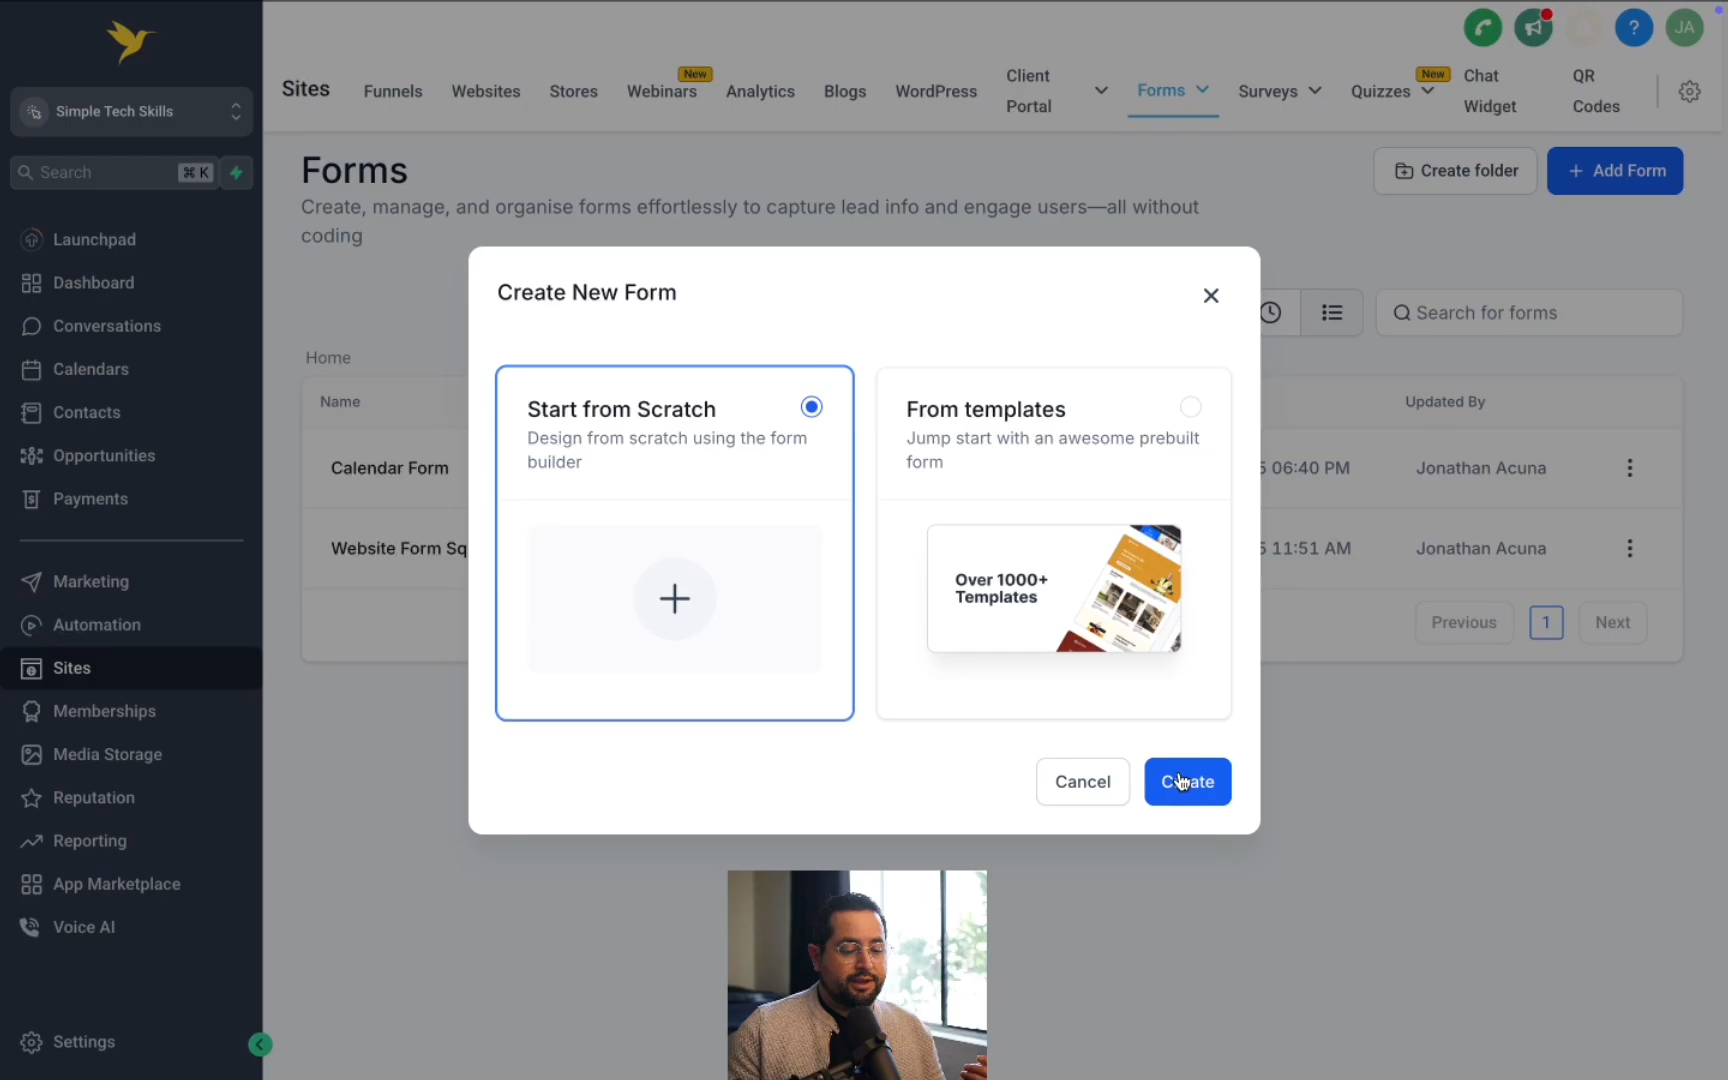 Simple Tech Skills
Search
⌘ K
Launchpad
Dashboard
Conversations
Calendars
Contacts
Opportunities
Payments
Marketing
Automation
Sites
Memberships
Media Storage
Reputation
Reporting
App Marketplace
Voice AI
Settings
?
JA
Sites
Funnels
Websites
Stores
Webinars
New
Analytics
Blogs
WordPress
Client
Portal
Forms
Surveys
Quizzes
New
Chat
Widget
QR
Codes
Forms
Create, manage, and organise forms effortlessly to capture lead info and engage users—all without
coding
Create folder
+ Add Form
Search for forms
Home
Name
Updated By
Calendar Form
5 06:40 PM
Jonathan Acuna
Website Form Sq
5 11:51 AM
Jonathan Acuna
Previous
1
Next
Create New Form
Start from Scratch
Design from scratch using the form
builder
From templates
Jump start with an awesome prebuilt
form
Over 1000+
Templates
Cancel
Create